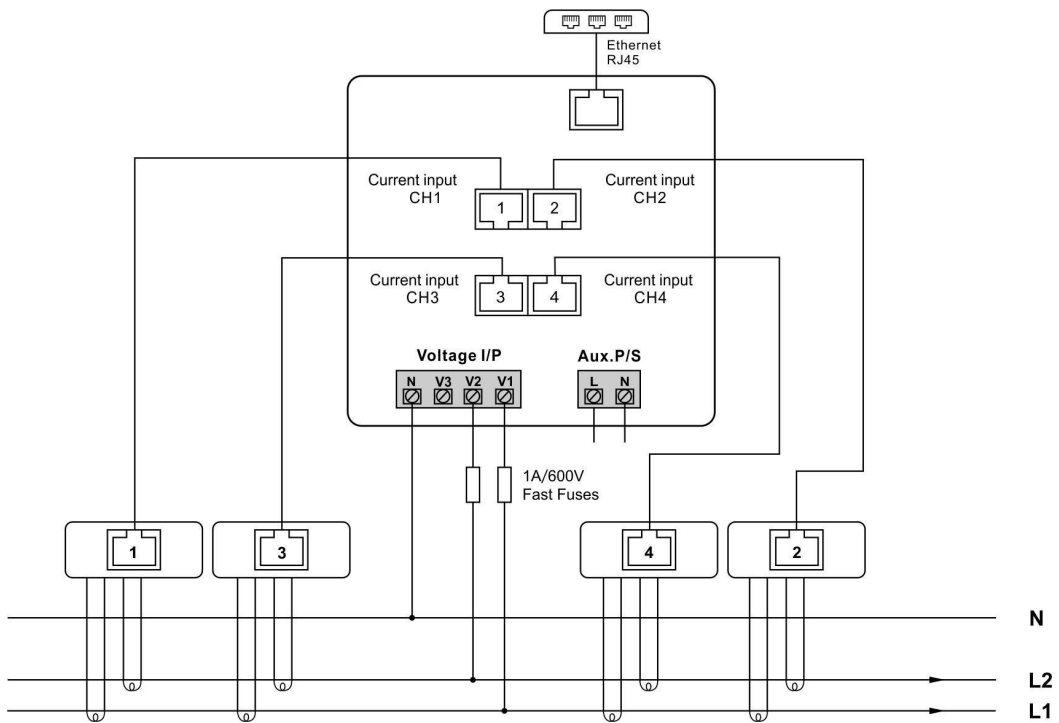 Ethernet
RJ45
Current input
CH1
Current input
CH2
1
2
Current input
CH3
Current input
CH4
3
4
Voltage I/P
Aux.P/S
N V3 V2 V1
L N
1A/600V
Fast Fuses
1
3
4
2
N
L2
L1